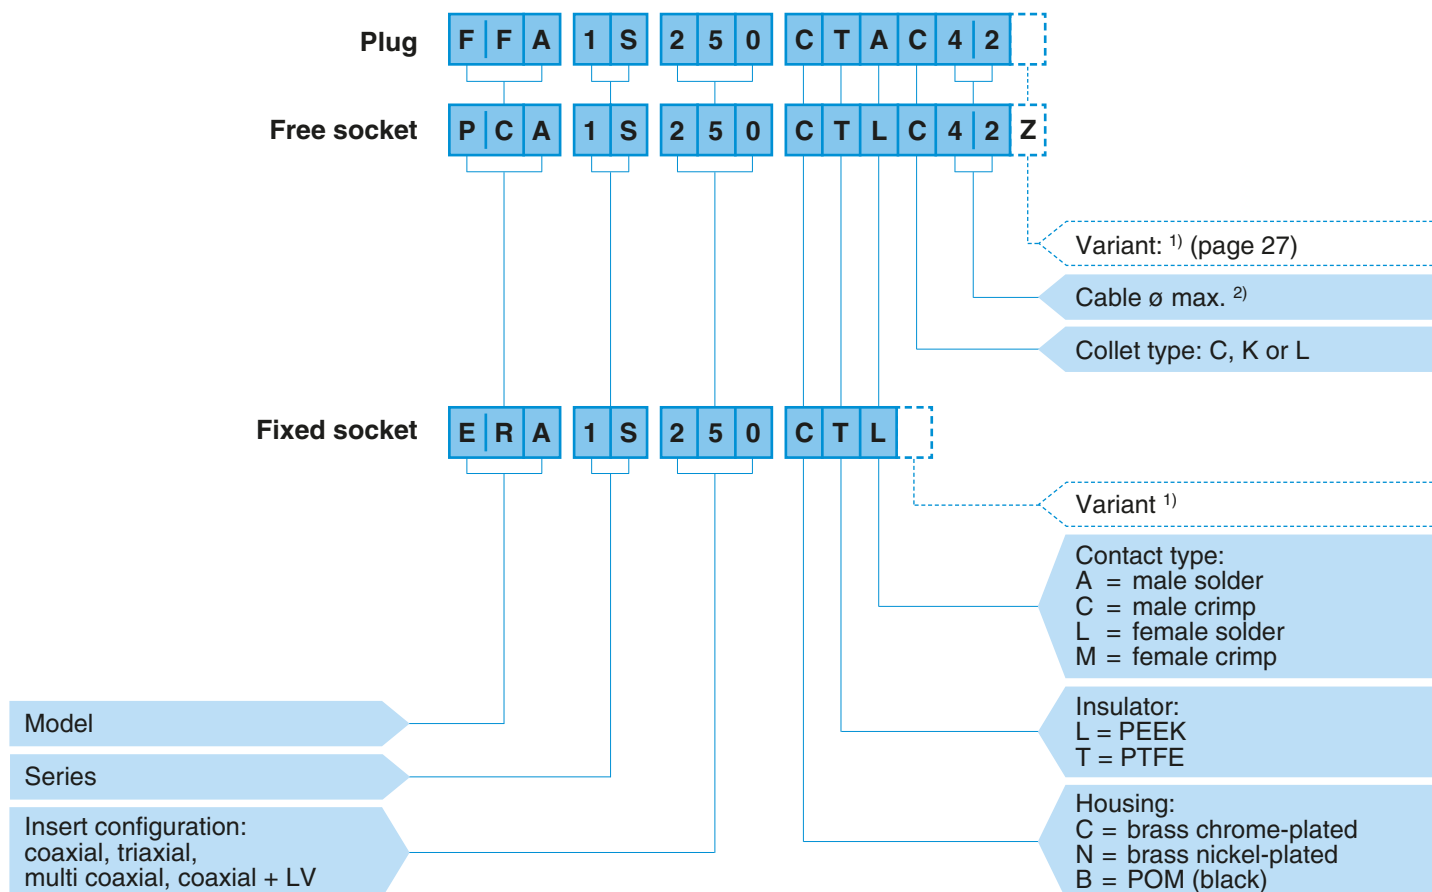 Plug
F F A 1 S 2 5 0 C T A C 4 2
Free socket
P C A 1 S 2 5 0 C T L C 4 2 Z
Variant: 1) (page 27)
Cable ø max. 2)
Collet type: C, K or L
Fixed socket
E R A 1 S 2 5 0 C T L
Variant 1)
Contact type:
A = male solder
C = male crimp
L = female solder
M = female crimp
Model
Insulator:
L = PEEK
T = PTFE
Series
Insert configuration:
coaxial, triaxial,
multi coaxial, coaxial + LV
Housing:
C = brass chrome-plated
N = brass nickel-plated
B = POM (black)